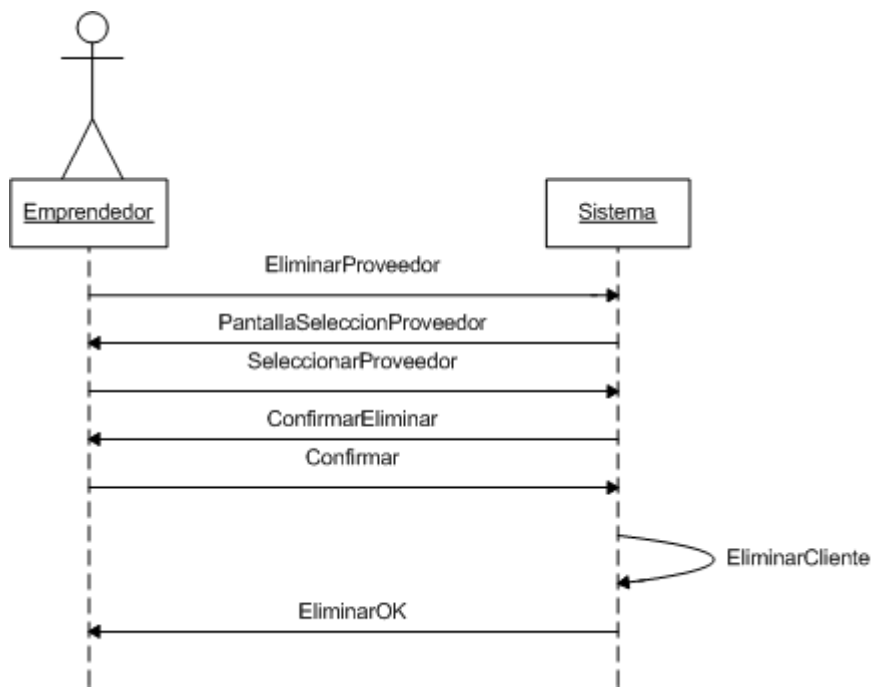 Emprendedor
Sistema
EliminarProveedor
PantallaSeleccionProveedor
SeleccionarProveedor
ConfirmarEliminar
Confirmar
EliminarCliente
EliminarOK